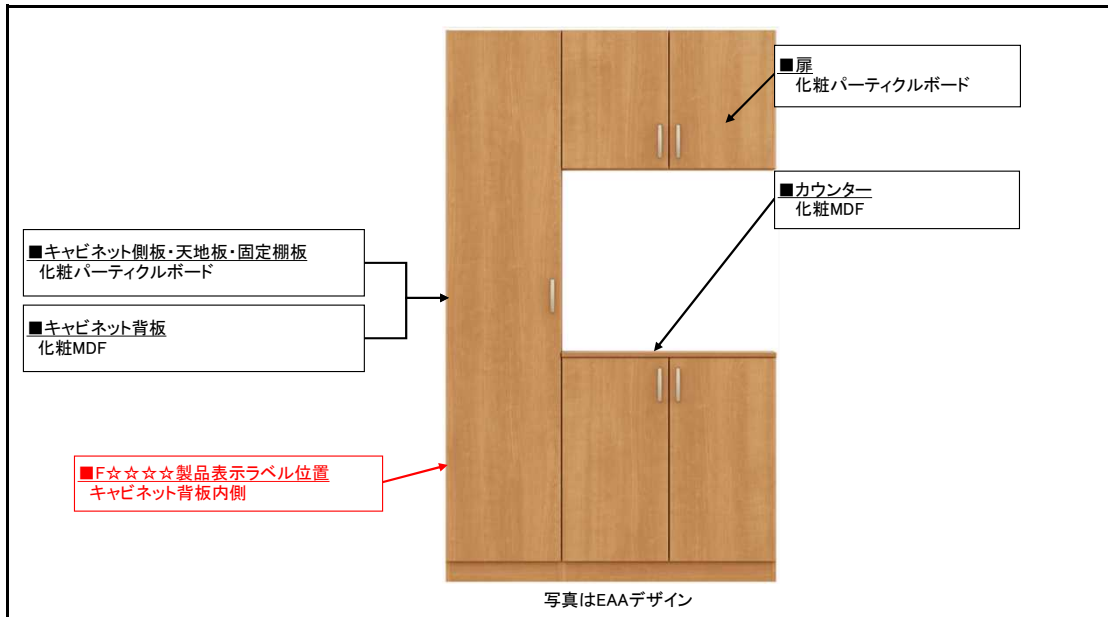 ■扉
化粧パーティクルボード
■カウンター
化粧MDF
■キャビネット側板・天地板・固定棚板
化粧パーティクルボード
■キャビネット背板
化粧MDF
■F☆☆☆☆製品表示ラベル位置
キャビネット背板内側
写真はEAAデザイン